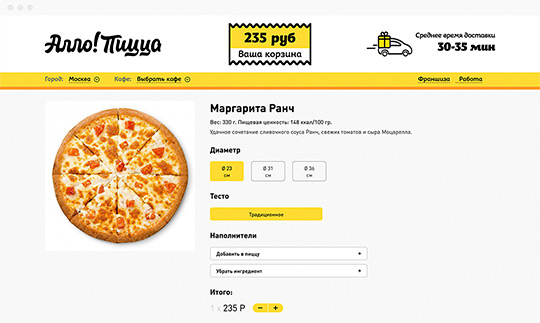 Алло! Пицца
235 руб
Ваша корзина
Среднее время доставки
30-35 мин
Город: Москва
Кафе: Выбрать кафе
Франшиза
Работа
Маргарита Ранч
Вес: 330 г. Пищевая ценность: 148 ккал/100 гр.
Удачное сочетание сливочного соуса Ранч, свежих томатов и сыра Моцарелла.
Диаметр
Ø 23
см
Ø 31
см
Ø 36
см
Тесто
Традиционное
Наполнители
Добавить в пиццу +
Убрать ингредиент +
Итого:
1 x 235 Р − +